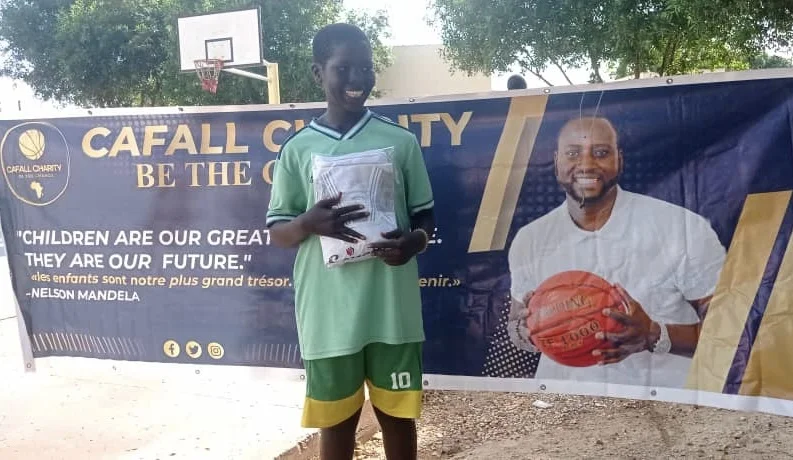 CAFALL CHARITY
BE THE
CAFALL CHARITY
"CHILDREN ARE OUR GREAT
THEY ARE OUR FUTURE."
«les enfants sont notre plus grand trésor. enir.»
-NELSON MANDELA
10